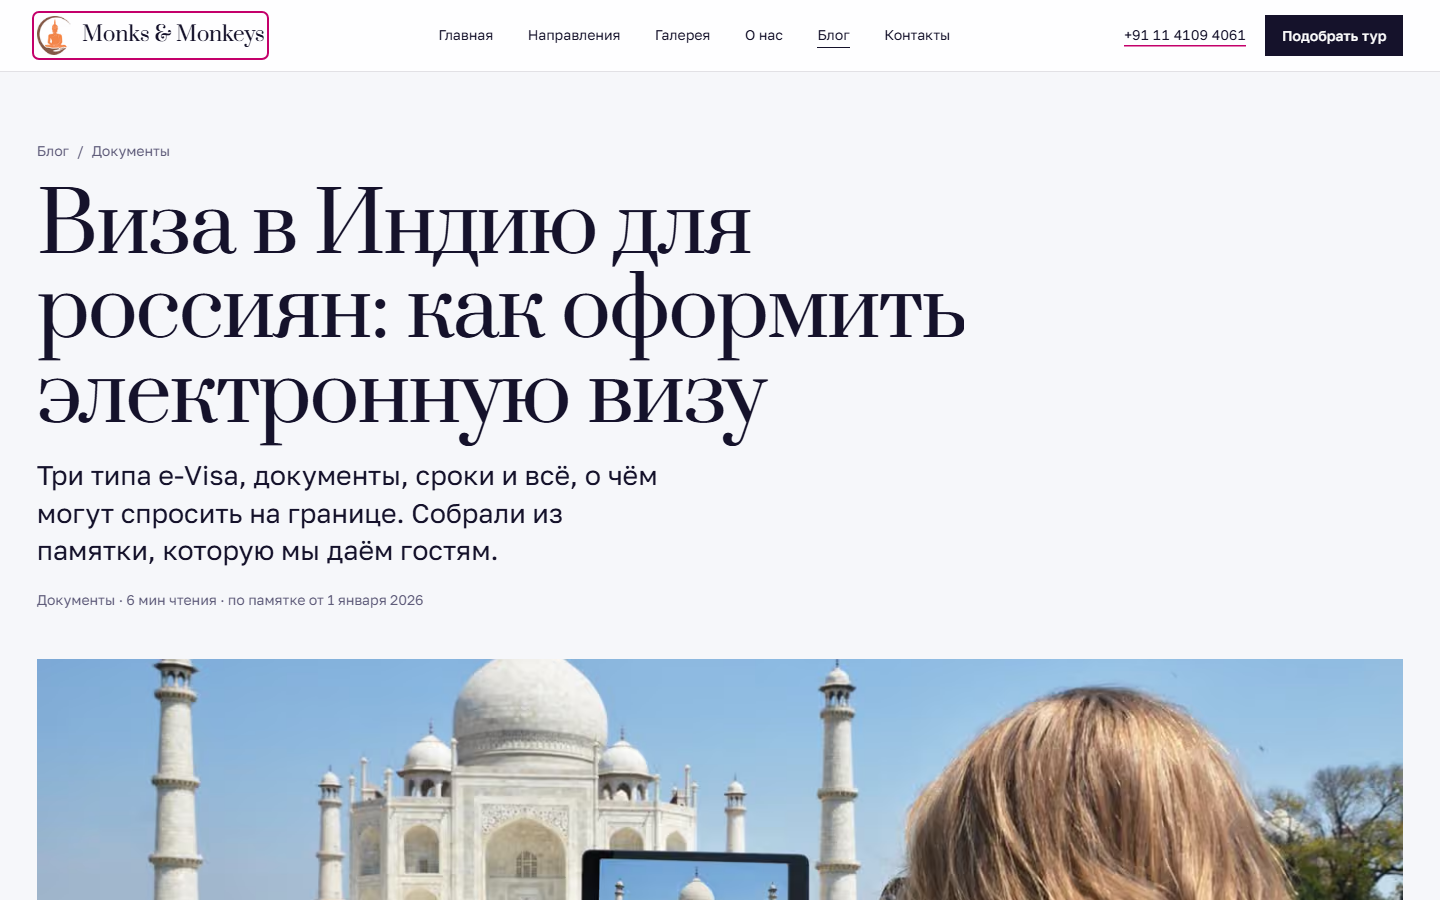 Monks & Monkeys
Главная
Направления
Галерея
О нас
Блог
Контакты
+91 11 4109 4061
Подобрать тур
Блог / Документы
Виза в Индию для
россиян: как оформить
электронную визу
Три типа e-Visa, документы, сроки и всё, о чём
могут спросить на границе. Собрали из
памятки, которую мы даём гостям.
Документы · 6 мин чтения · по памятке от 1 января 2026